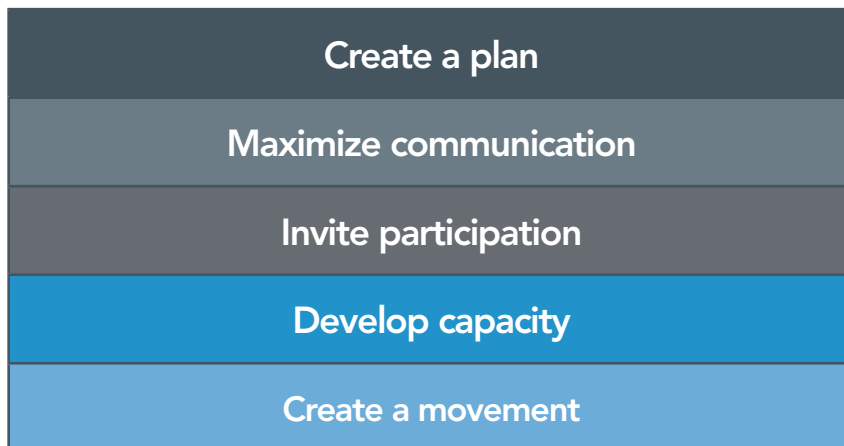 Create a plan
Maximize communication
Invite participation
Develop capacity
Create a movement